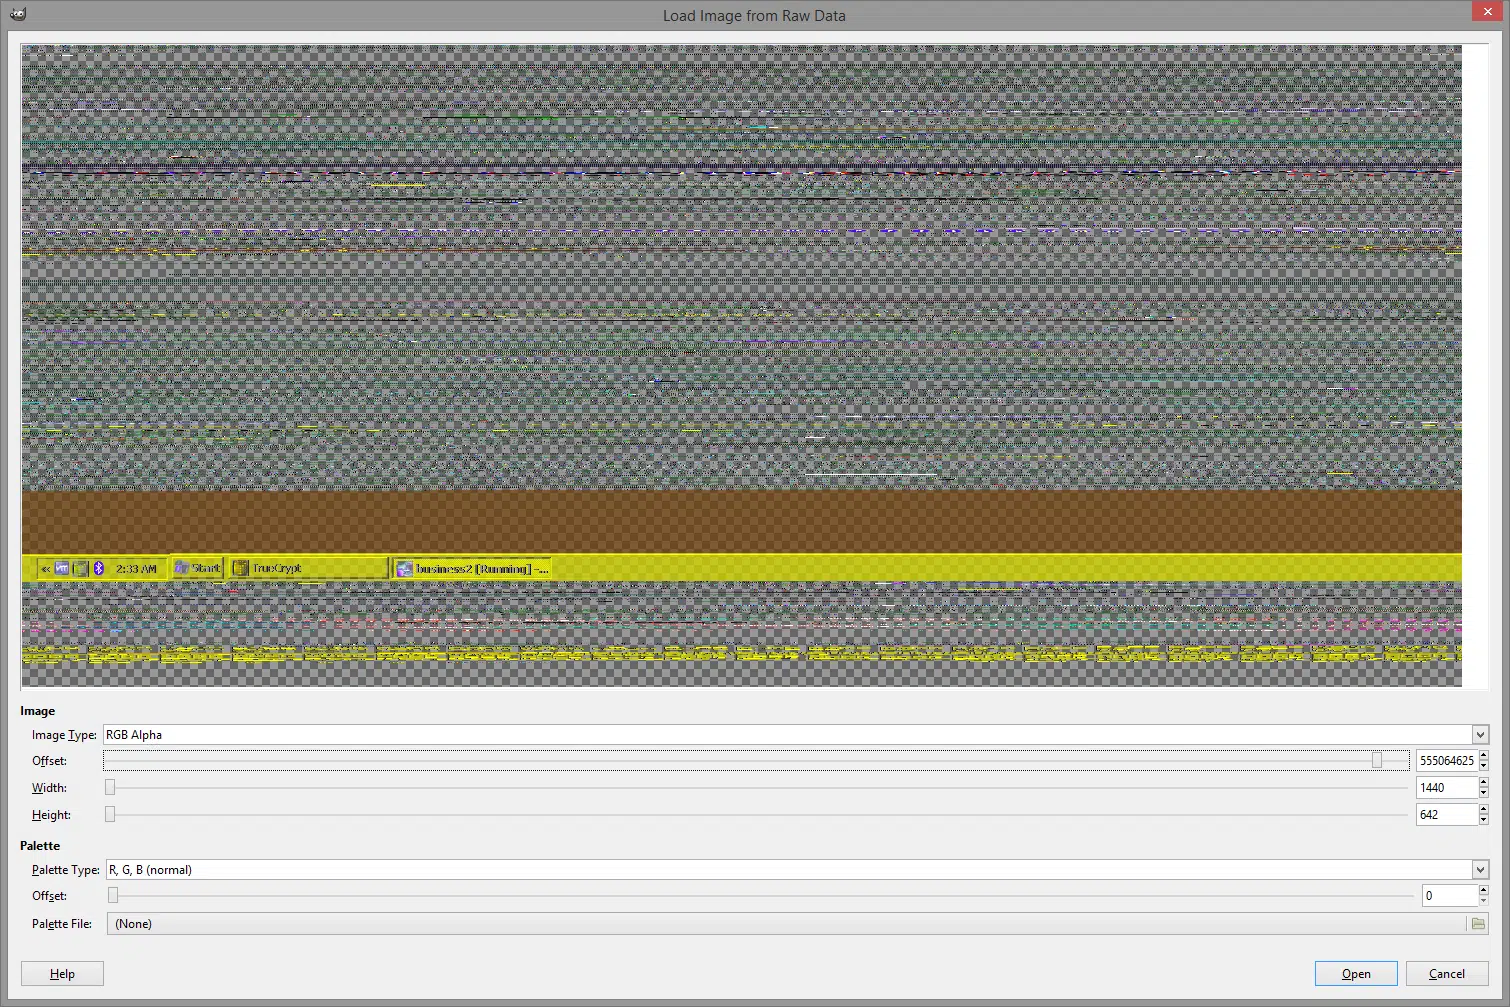 Load Image from Raw Data
« 2:33 AM Start TrueCrypt business2 [Running] -...
Image
Image Type: RGB Alpha
Offset: 555064625
Width: 1440
Height: 642
Palette
Palette Type: R, G, B (normal)
Offset: 0
Palette File: (None)
Help Open Cancel